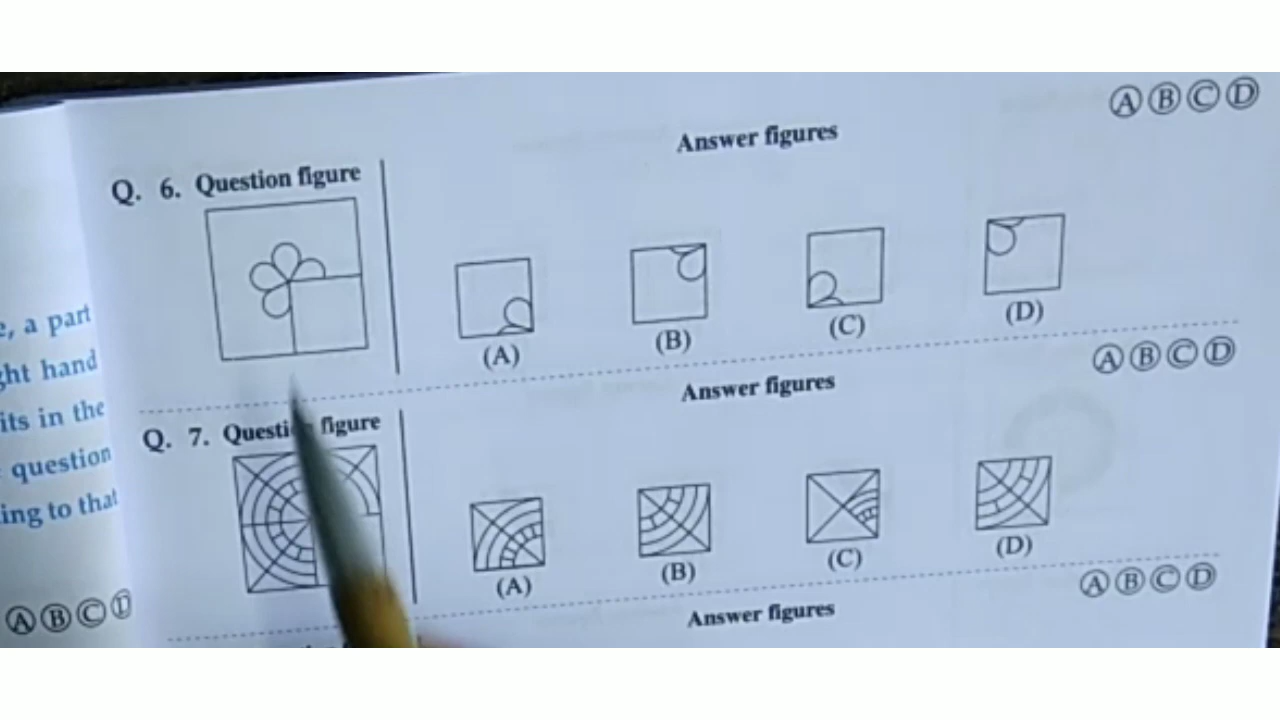 A B C D
Answer figures
Q. 6. Question figure
(A) (B) (C) (D)
A B C D
Answer figures
Q. 7. figure
(A) (B) (C) (D)
A B C D
Answer figures
a part
hand
its in the
question
ing to that
A B C D